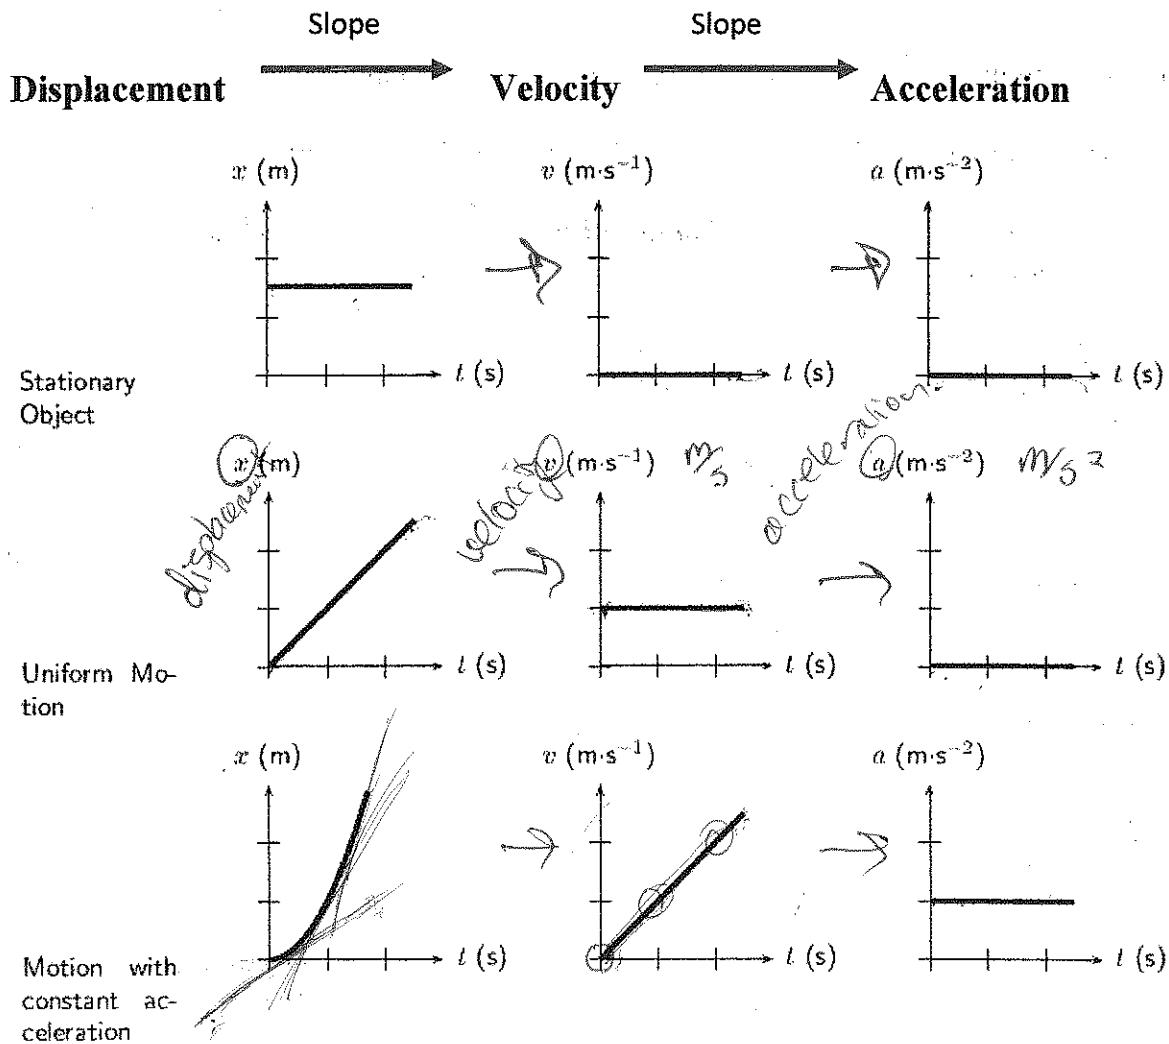 Slope Slope
Displacement Velocity Acceleration
x (m) v (m·s⁻¹) a (m·s⁻²)
t (s) t (s) t (s)
Stationary
Object
x (m) v (m·s⁻¹) m/s a (m·s⁻²) m/s²
displacement velocity acceleration
t (s) t (s) t (s)
Uniform Mo-
tion
x (m) v (m·s⁻¹) a (m·s⁻²)
t (s) t (s) t (s)
Motion with
constant ac-
celeration